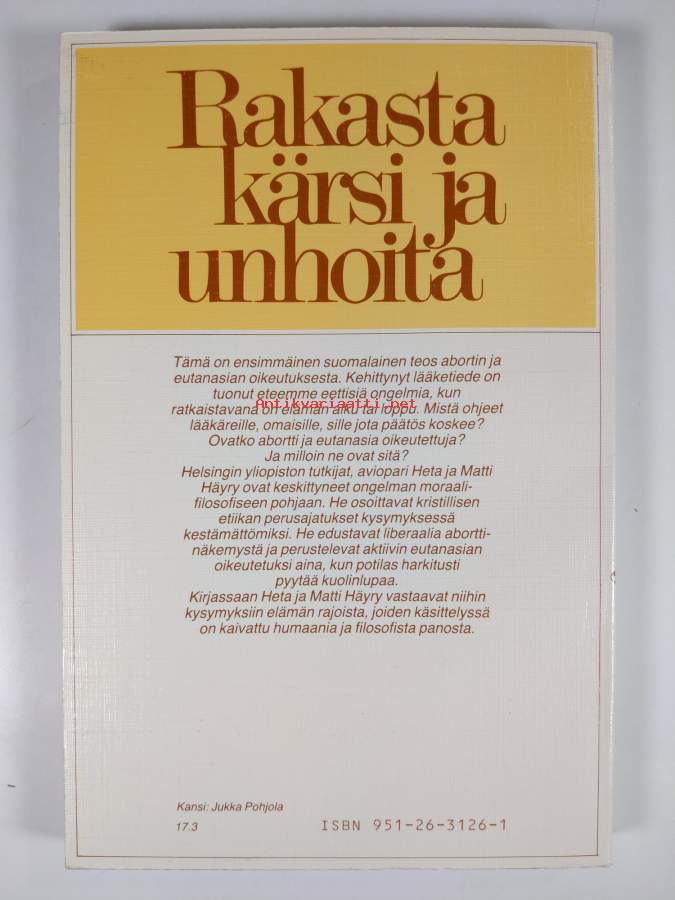 Rakasta
kärsi ja
unhoita
Tämä on ensimmäinen suomalainen teos abortin ja
eutanasian oikeutuksesta. Kehittynyt lääketiede on
tuonut eteemme eettisiä ongelmia, kun
Antikvariaatti.net
ratkaistavana on elämän alku tai loppu. Mistä ohjeet
lääkäreille, omaisille, sille jota päätös koskee?
Ovatko abortti ja eutanasia oikeutettuja?
Ja milloin ne ovat sitä?
Helsingin yliopiston tutkijat, aviopari Heta ja Matti
Häyry ovat keskittyneet ongelman moraali-
filosofiseen pohjaan. He osoittavat kristillisen
etiikan perusajatukset kysymyksessä
kestämättömiksi. He edustavat liberaalia abortti-
näkemystä ja perustelevat aktiivin eutanasian
oikeutetuksi aina, kun potilas harkitusti
pyytää kuolinlupaa.
Kirjassaan Heta ja Matti Häyry vastaavat niihin
kysymyksiin elämän rajoista, joiden käsittelyssä
on kaivattu humaania ja filosofista panosta.
Kansi: Jukka Pohjola
17.3
ISBN 951-26-3126-1